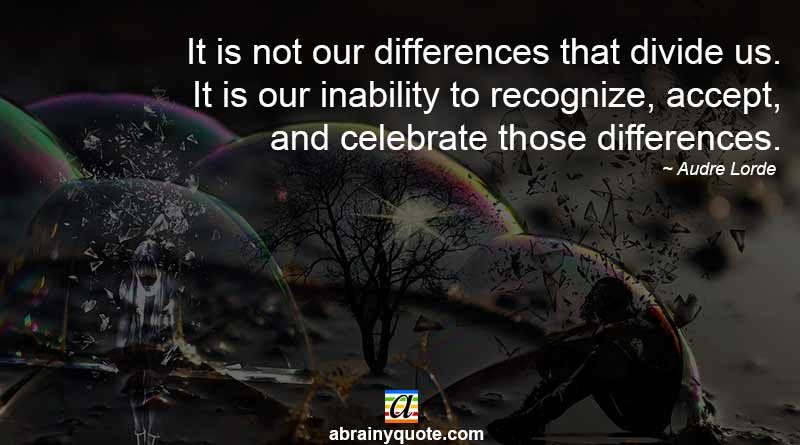 It is not our differences that divide us.
It is our inability to recognize, accept,
and celebrate those differences.
~ Audre Lorde
a
abrainyquote.com